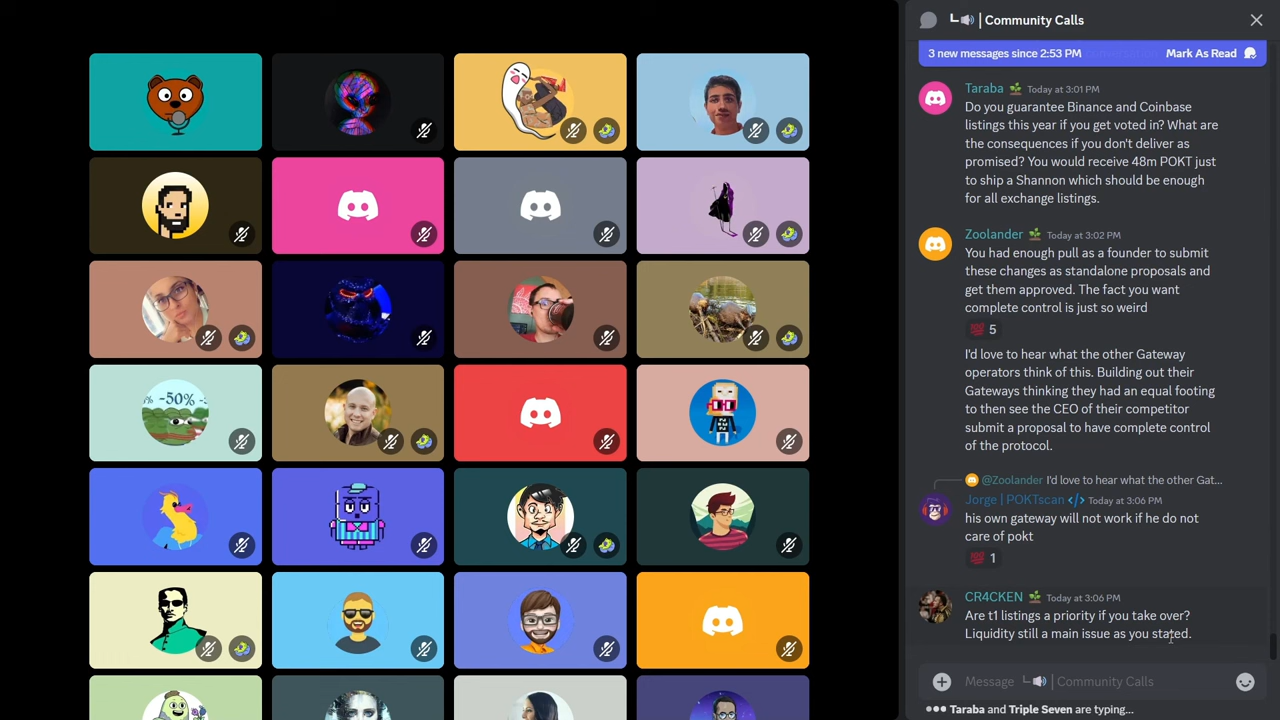 -50%
Community Calls
3 new messages since 2:53 PM Mark As Read
Taraba Today at 3:01 PM
Do you guarantee Binance and Coinbase
listings this year if you get voted in? What are
the consequences if you don't deliver as
promised? You would receive 48m POKT just
to ship a Shannon which should be enough
for all exchange listings.
Zoolander Today at 3:02 PM
You had enough pull as a founder to submit
these changes as standalone proposals and
get them approved. The fact you want
complete control is just so weird
5
I'd love to hear what the other Gateway
operators think of this. Building out their
Gateways thinking they had an equal footing
to then see the CEO of their competitor
submit a proposal to have complete control
of the protocol.
@Zoolander I'd love to hear what the other Gat...
Jorge | POKTscan Today at 3:06 PM
his own gateway will not work if he do not
care of pokt
1
CR4CKEN Today at 3:06 PM
Are t1 listings a priority if you take over?
Liquidity still a main issue as you stated.
Message Community Calls
Taraba and Triple Seven are typing...